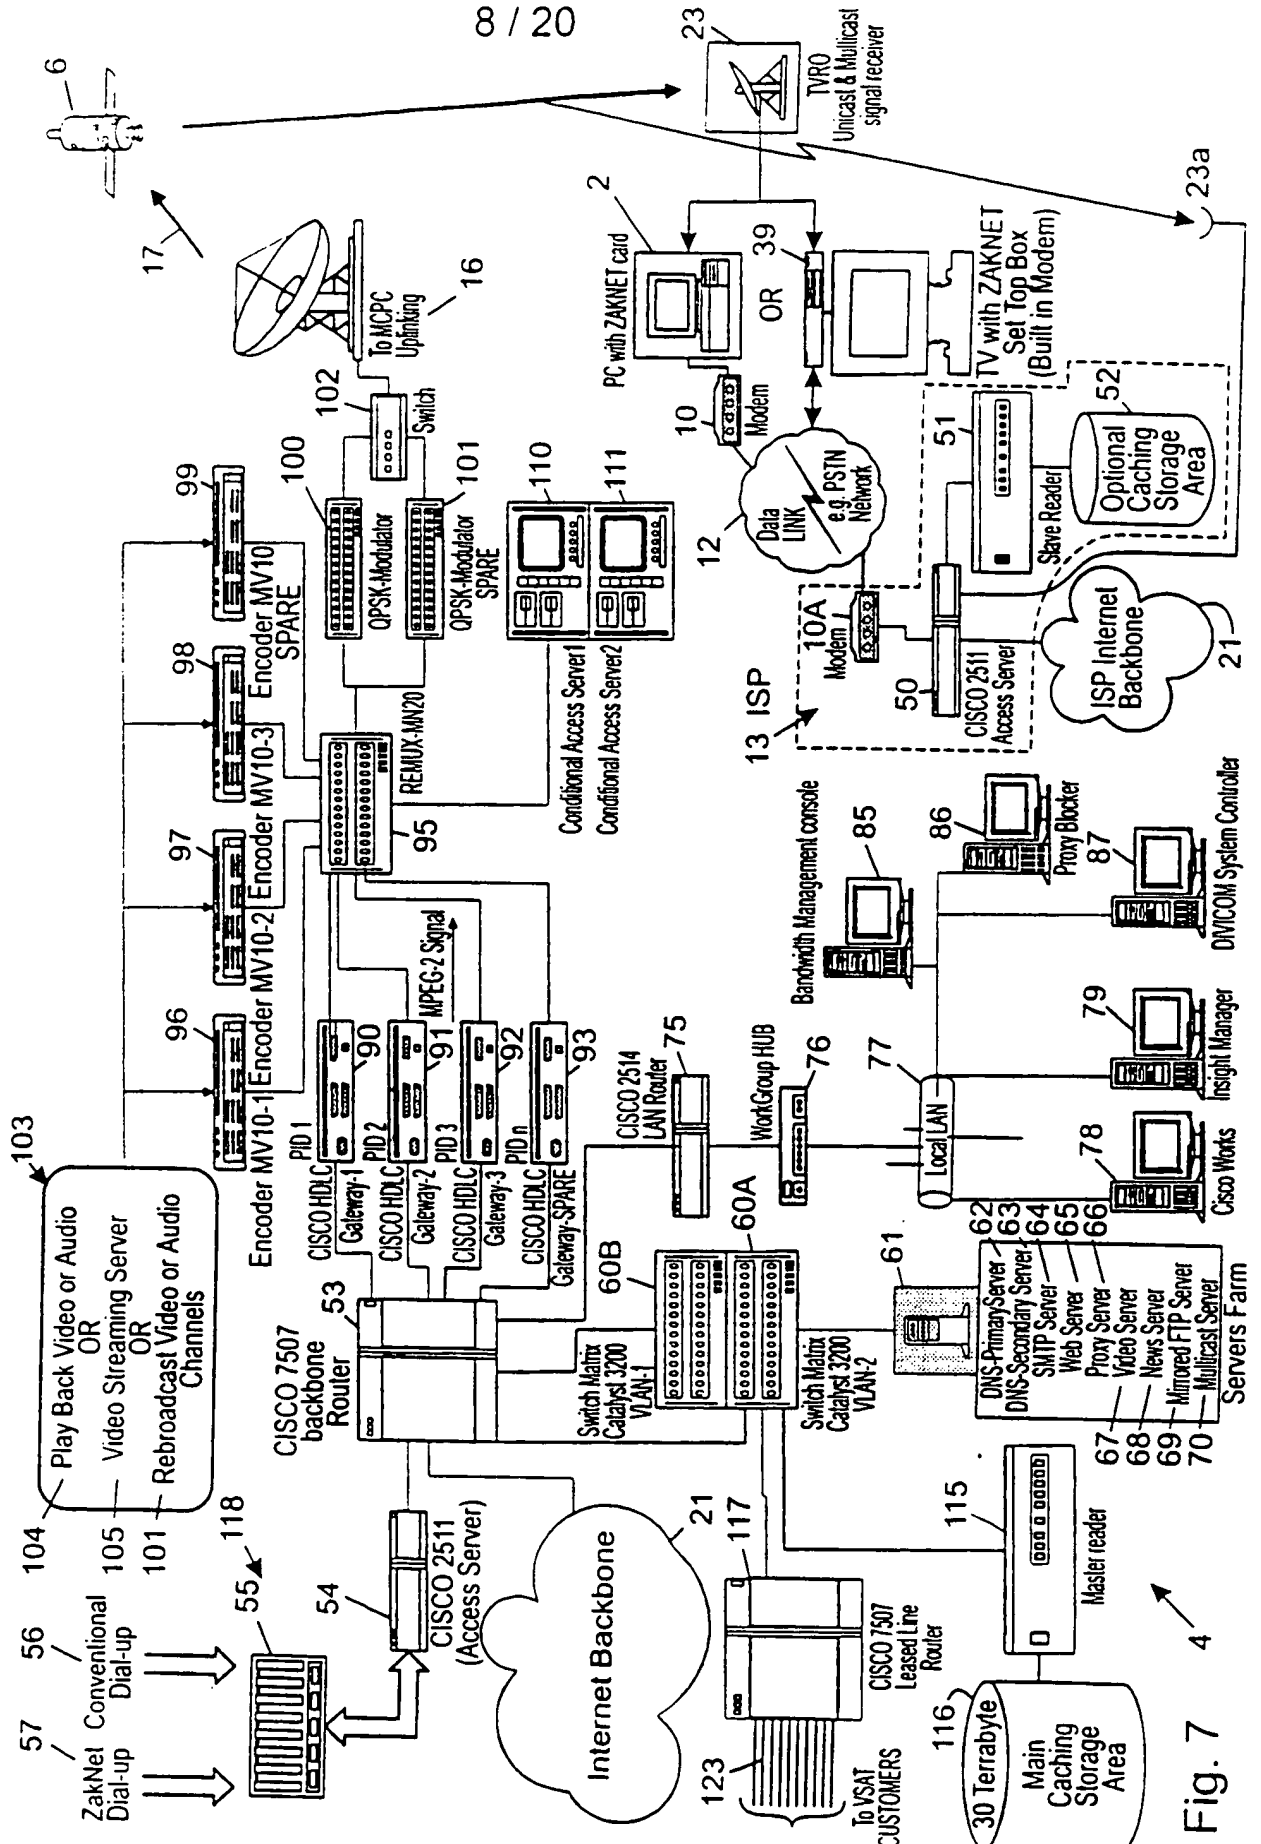 8 / 20
57
ZakNet
Dial-up
56
Conventional
Dial-up
118
55
54
CISCO 2511
(Access Server)
103
104
Play Back Video or Audio
OR
105
Video Streaming Server
OR
101
Rebroadcast Video or Audio
Channels
96
Encoder MV10-1
97
Encoder MV10-2
98
Encoder MV10-3
99
Encoder MV10
SPARE
6
17
16
To MCPC
Uplinking
102
Switch
100
QPSK-Modulator
101
QPSK-Modulator
SPARE
95
REMUX-MN20
110
111
Conditional Access Server1
Conditional Access Server2
CISCO 7507
backbone
Router
53
CISCO HDLC
Gateway-1
PID 1
90
CISCO HDLC
Gateway-2
PID 2
91
MPEG-2 Signal
CISCO HDLC
Gateway-3
PID 3
92
CISCO HDLC
Gateway-SPARE
PID n
93
Internet Backbone
21
Switch Matrix
Catalyst 3200
VLAN-1
60B
60A
Switch Matrix
Catalyst 3200
VLAN-2
CISCO 2514
LAN Router
75
WorkGroup HUB
76
77
Local LAN
78
Cisco Works
79
Insight Manager
Bandwidth Management console
85
86
Proxy Blocker
87
DIVICOM System Controller
61
DNS-Primary Server
62
DNS-Secondary Server
63
SMTP Server
64
Web Server
65
Proxy Server
66
67
Video Server
68
News Server
69
Mirrored FTP Server
70
Multicast Server
Servers Farm
117
CISCO 7507
Leased Line
Router
123
To VSAT
CUSTOMERS
115
Master reader
116
30 Terrabyte
Main
Caching
Storage
Area
4
23
TVRO
Unicast & Mullicast
signal receiver
23a
2
PC with ZAKNET card
OR
39
TV with ZAKNET
Set Top Box
(Built in Modem)
10
Modem
12
Data
LINK
e.g. PSTN
Network
13 ISP
10A
Modem
50
CISCO 2511
Access Server
51
Slave Reader
52
Optional
Caching
Storage
Area
ISP Internet
Backbone
21
Fig. 7